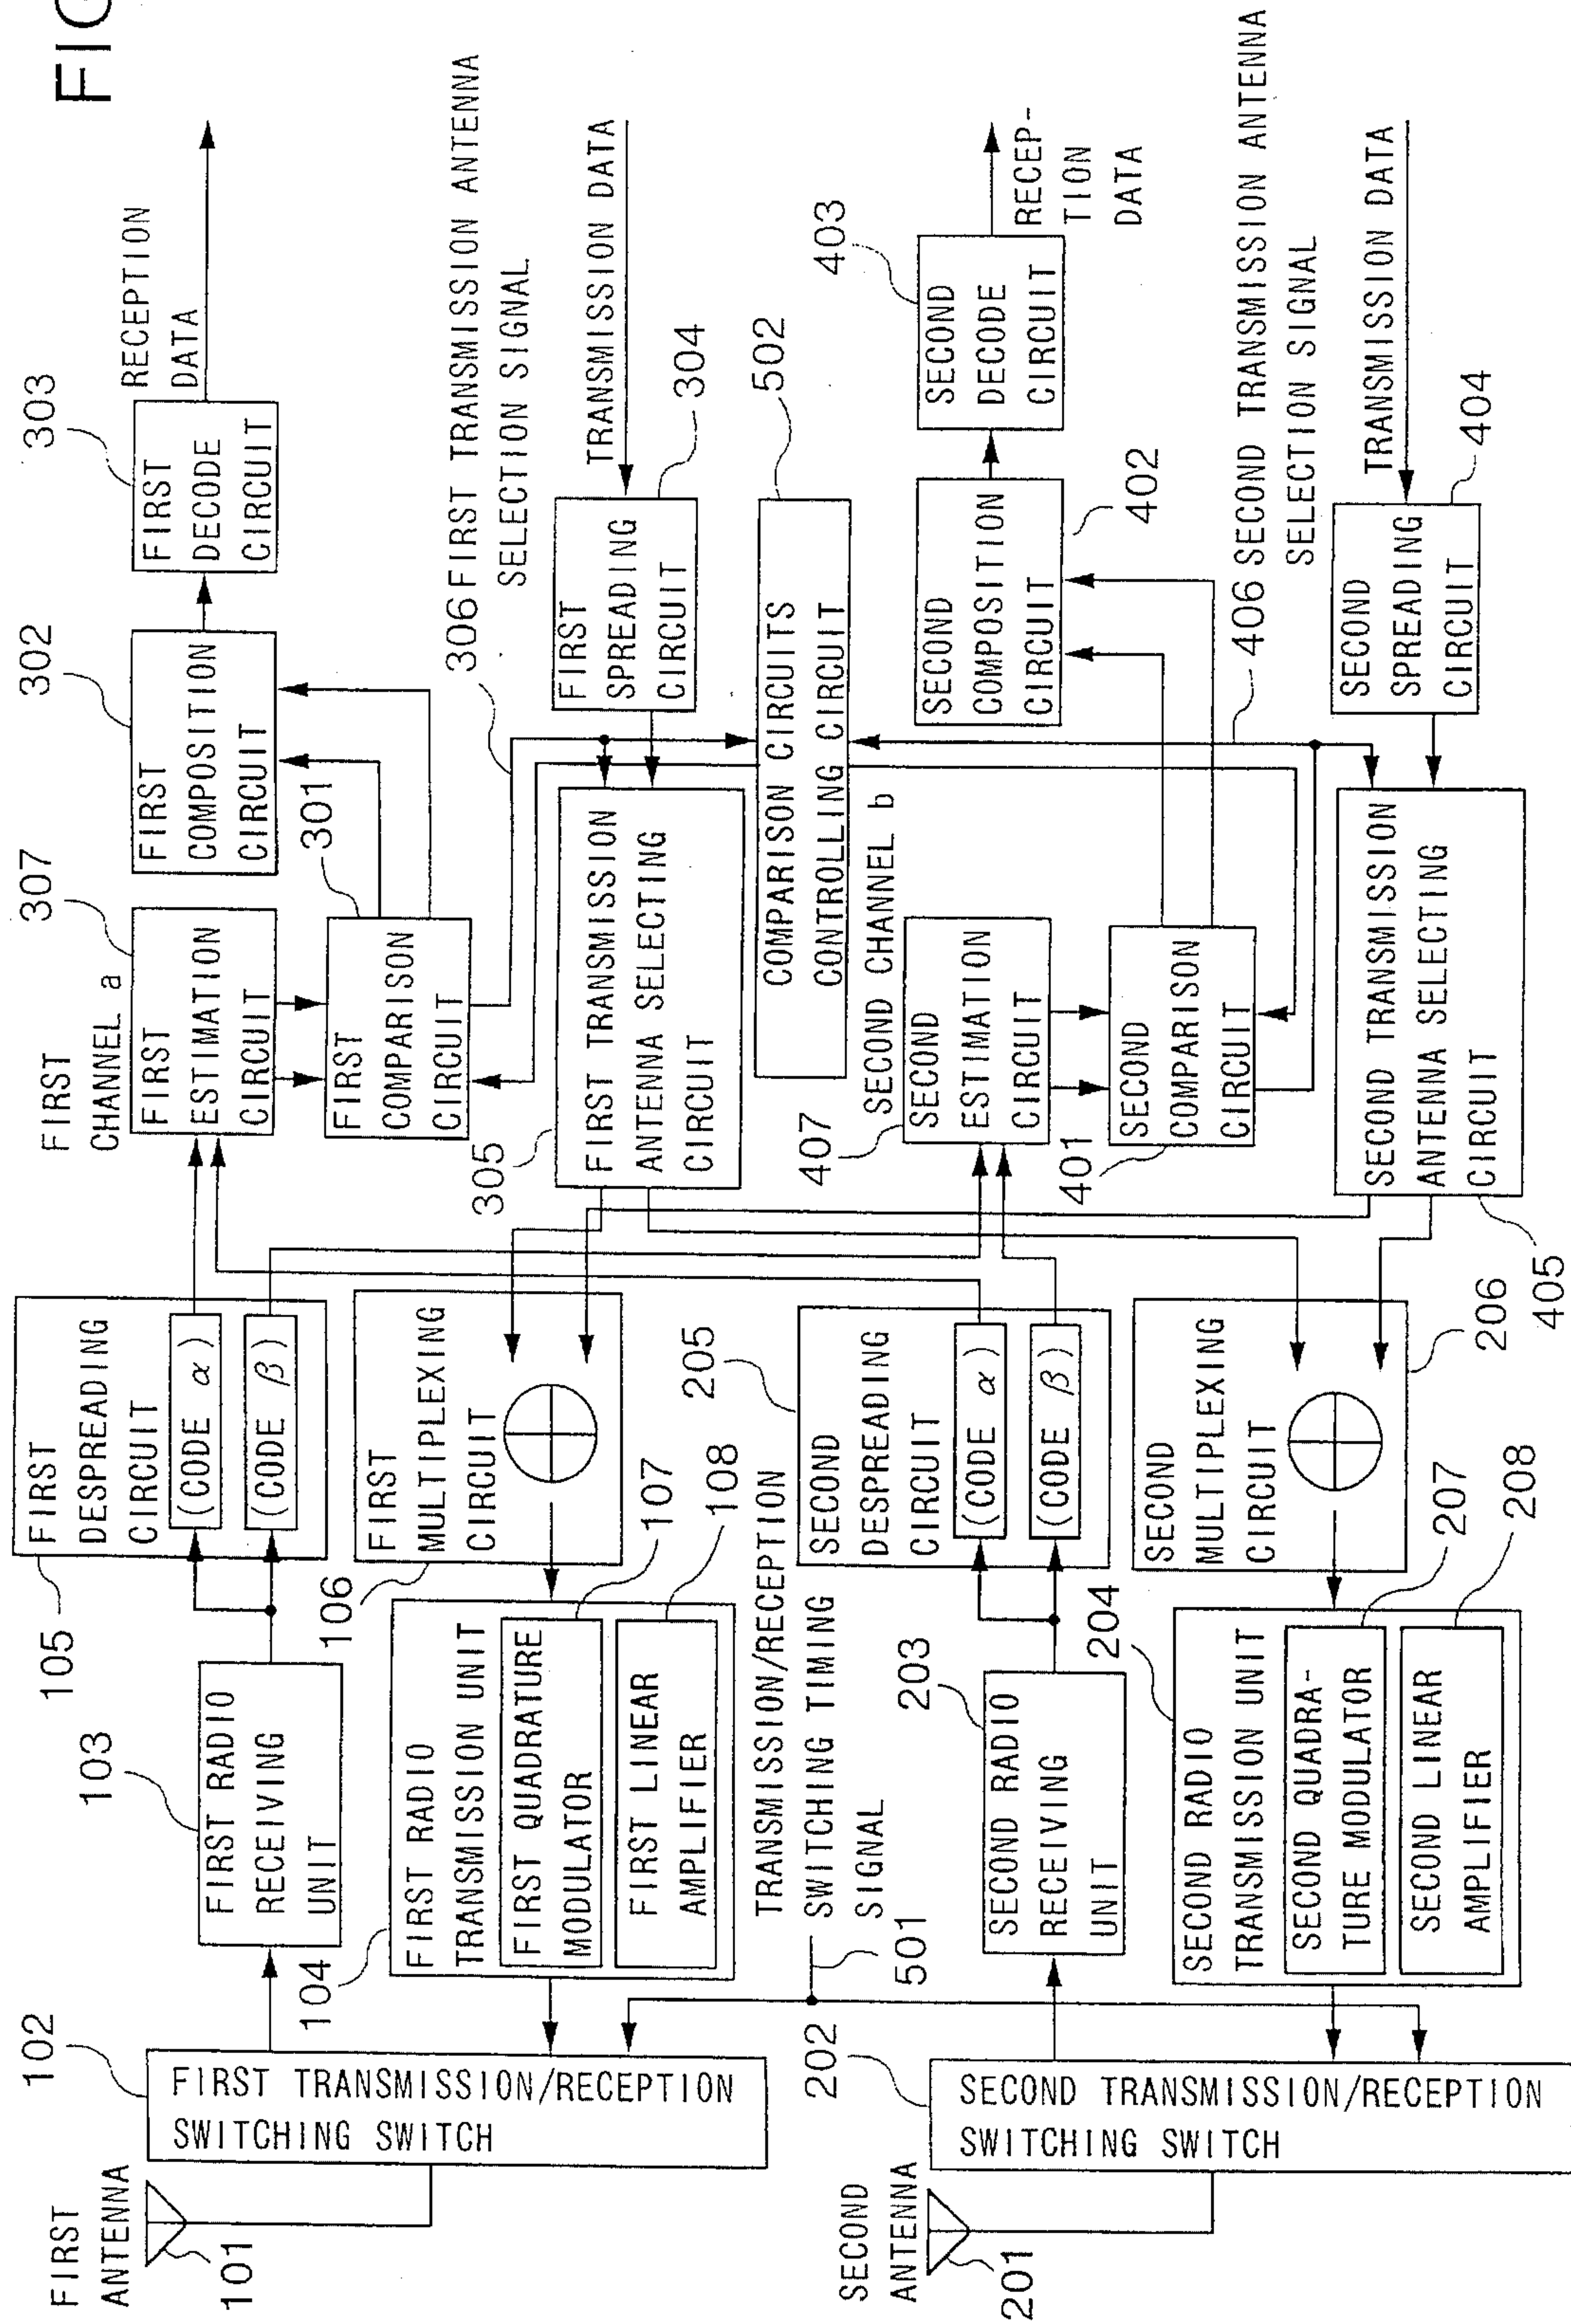 FIG
FIRST
ANTENNA
101
102
FIRST TRANSMISSION/RECEPTION
SWITCHING SWITCH
103
FIRST RADIO
RECEIVING
UNIT
104
FIRST RADIO
TRANSMISSION UNIT
FIRST QUADRATURE
MODULATOR
FIRST LINEAR
AMPLIFIER
107
108
105
FIRST
DESPREADING
CIRCUIT
(CODE α)
(CODE β)
106
FIRST
MULTIPLEXING
CIRCUIT
FIRST
CHANNEL a
307
FIRST
ESTIMATION
CIRCUIT
301
FIRST
COMPARISON
CIRCUIT
302
FIRST
COMPOSITION
CIRCUIT
303
FIRST
DECODE
CIRCUIT
RECEPTION
DATA
306 FIRST TRANSMISSION ANTENNA
SELECTION SIGNAL
TRANSMISSION DATA
304
FIRST
SPREADING
CIRCUIT
305
FIRST TRANSMISSION
ANTENNA SELECTING
CIRCUIT
502
COMPARISON CIRCUITS
CONTROLLING CIRCUIT
TRANSMISSION/RECEPTION
SWITCHING TIMING
SIGNAL
501
SECOND
ANTENNA
201
202
SECOND TRANSMISSION/RECEPTION
SWITCHING SWITCH
203
SECOND RADIO
RECEIVING
UNIT
204
SECOND RADIO
TRANSMISSION UNIT
SECOND QUADRA-
TURE MODULATOR
SECOND LINEAR
AMPLIFIER
207
208
205
SECOND
DESPREADING
CIRCUIT
(CODE α)
(CODE β)
206
SECOND
MULTIPLEXING
CIRCUIT
SECOND CHANNEL b
407
SECOND
ESTIMATION
CIRCUIT
401
SECOND
COMPARISON
CIRCUIT
402
SECOND
COMPOSITION
CIRCUIT
403
SECOND
DECODE
CIRCUIT
RECEP-
TION
DATA
406 SECOND TRANSMISSION ANTENNA
SELECTION SIGNAL
TRANSMISSION DATA
404
SECOND
SPREADING
CIRCUIT
405
SECOND TRANSMISSION
ANTENNA SELECTING
CIRCUIT